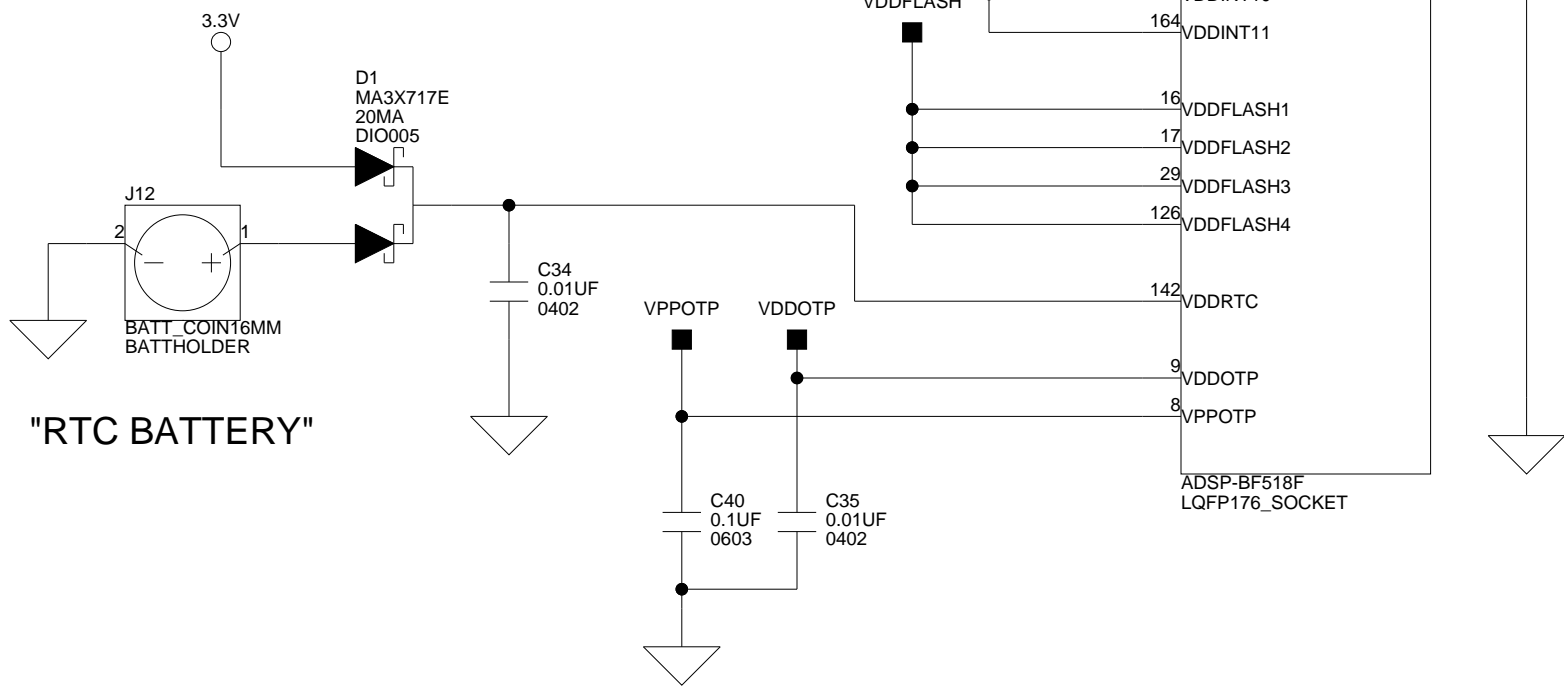 VDDFLASH
3.3V
164
VDDINT11
D1
MA3X717E
20MA
DIO005
16
VDDFLASH1
17
VDDFLASH2
J12
29
VDDFLASH3
2
1
126
VDDFLASH4
C34
0.01UF
0402
142
VDDRTC
VPPOTP
VDDOTP
BATT_COIN16MM
BATTHOLDER
9
VDDOTP
8
VPPOTP
"RTC BATTERY"
ADSP-BF518F
LQFP176_SOCKET
C40
0.1UF
0603
C35
0.01UF
0402